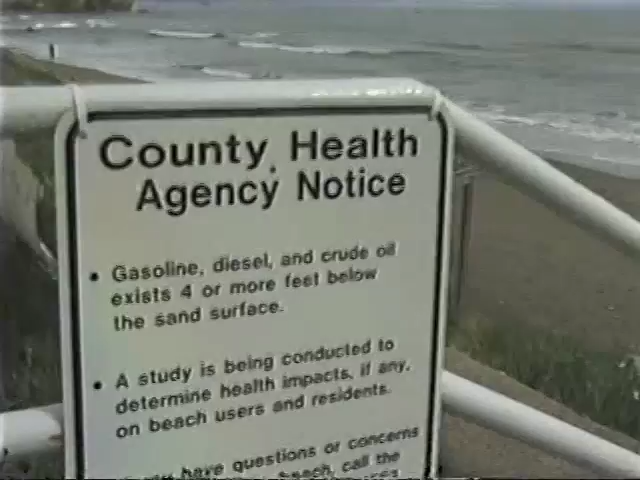 County Health
Agency Notice
• Gasoline, diesel, and crude oil
exists 4 or more feet below
the sand surface.
• A study is being conducted to
determine health impacts, if any,
on beach users and residents.
have questions or concerns
beach, call the